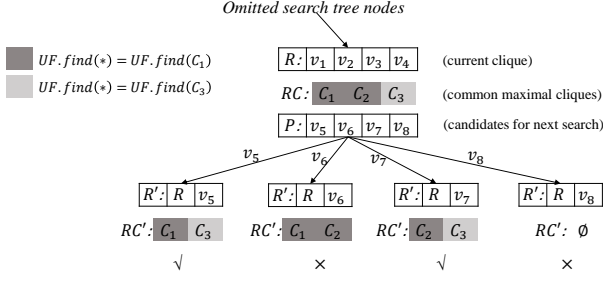 Omitted search tree nodes
UF.find(*) = UF.find(C₁)
UF.find(*) = UF.find(C₃)
R: v₁ v₂ v₃ v₄ (current clique)
RC: C₁ C₂ C₃ (common maximal cliques)
P: v₅ v₆ v₇ v₈ (candidates for next search)
v₅ v₆ v₇ v₈
R': R v₅ R': R v₆ R': R v₇ R': R v₈
RC': C₁ C₃ RC': C₁ C₂ RC': C₂ C₃ RC': ∅
√ × √ ×